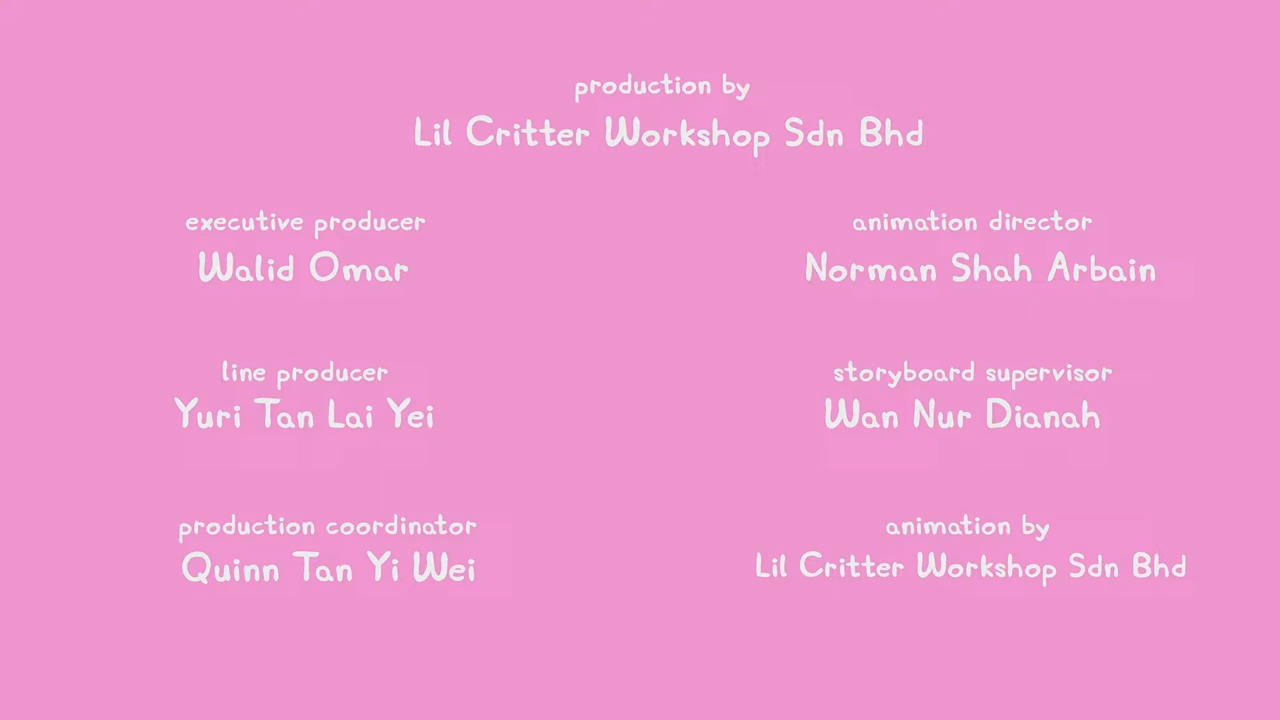 production by
Lil Critter Workshop Sdn Bhd
executive producer
Walid Omar
animation director
Norman Shah Arbain
line producer
Yuri Tan Lai Yei
storyboard supervisor
Wan Nur Dianah
production coordinator
Quinn Tan Yi Wei
animation by
Lil Critter Workshop Sdn Bhd